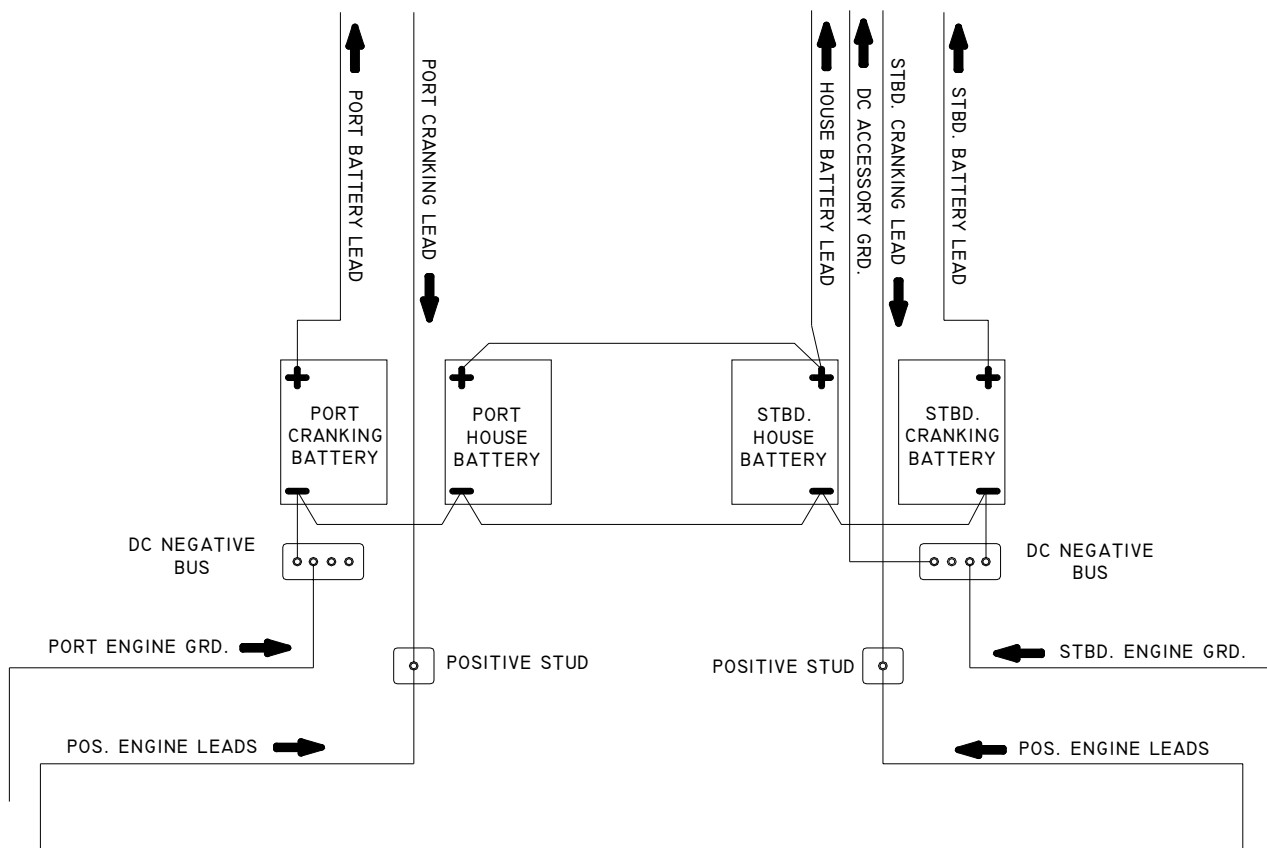 PORT BATTERY LEAD
PORT CRANKING LEAD
HOUSE BATTERY LEAD
DC ACCESSORY GRD.
STBD. CRANKING LEAD
STBD. BATTERY LEAD
PORT
CRANKING
BATTERY
PORT
HOUSE
BATTERY
STBD.
HOUSE
BATTERY
STBD.
CRANKING
BATTERY
DC NEGATIVE
BUS
DC NEGATIVE
BUS
PORT ENGINE GRD.
POSITIVE STUD
POSITIVE STUD
STBD. ENGINE GRD.
POS. ENGINE LEADS
POS. ENGINE LEADS